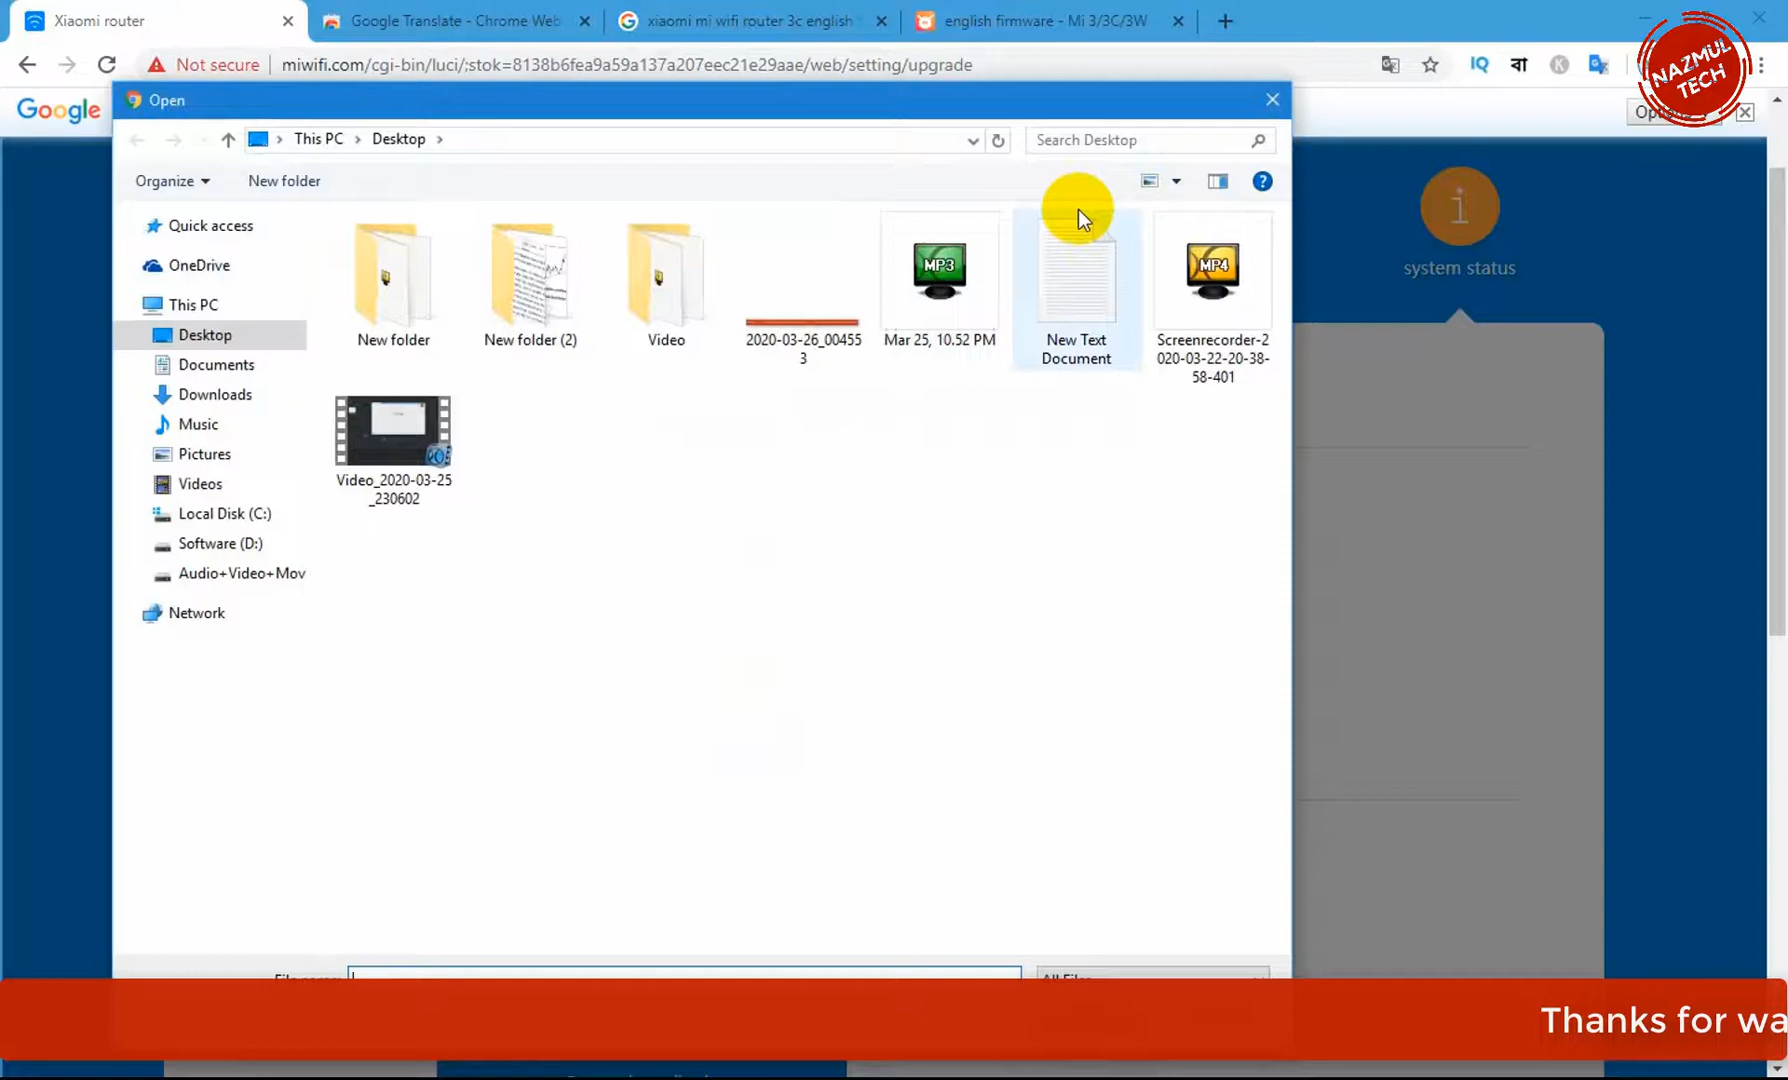 Xiaomi router
Google Translate - Chrome Web
xiaomi mi wifi router 3c english
english firmware - Mi 3/3C/3W
Not secure
miwifi.com/cgi-bin/luci/;stok=8138b6fea9a59a137a207eec21e29aae/web/setting/upgrade
IQ
বা
K
NAZMUL
TECH
Google
Open
This PC
Desktop
Search Desktop
Organize
New folder
?
Quick access
OneDrive
This PC
Desktop
Documents
Downloads
Music
Pictures
Videos
Local Disk (C:)
Software (D:)
Audio+Video+Mov
Network
MP3
MP4
New folder
New folder (2)
Video
2020-03-26_00455
3
Mar 25, 10.52 PM
New Text
Document
Screenrecorder-2
020-03-22-20-38-
58-401
Video_2020-03-25
_230602
i
system status
All Files
Thanks for wa